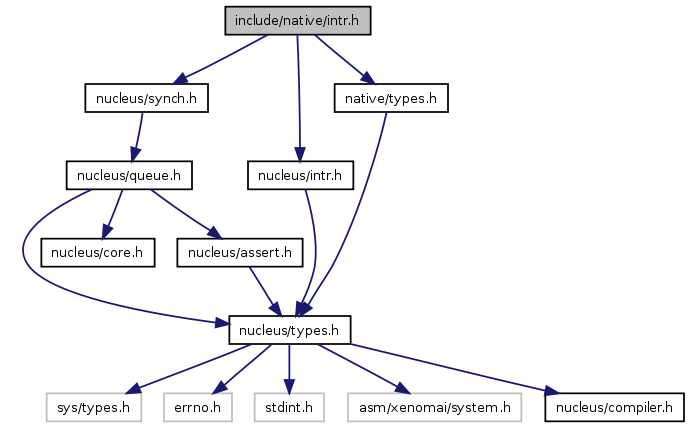 include/native/intr.h
nucleus/synch.h
native/types.h
nucleus/queue.h
nucleus/intr.h
nucleus/core.h
nucleus/assert.h
nucleus/types.h
sys/types.h
errno.h
stdint.h
asm/xenomai/system.h
nucleus/compiler.h